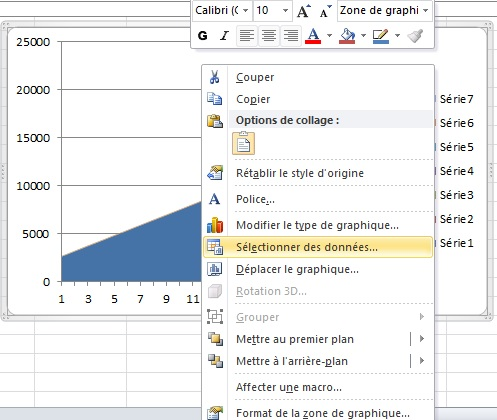 Calibri (C 10 A A Zone de graphi
G I A
25000
20000
15000
10000
5000
0
1 3 5 7 9 11
Couper
Copier
Options de collage :
Rétablir le style d'origine
Police...
Modifier le type de graphique...
Sélectionner des données...
Déplacer le graphique...
Rotation 3D...
Grouper
Mettre au premier plan
Mettre à l'arrière-plan
Affecter une macro...
Format de la zone de graphique...
Série7
Série6
Série5
Série4
Série3
Série2
Série1